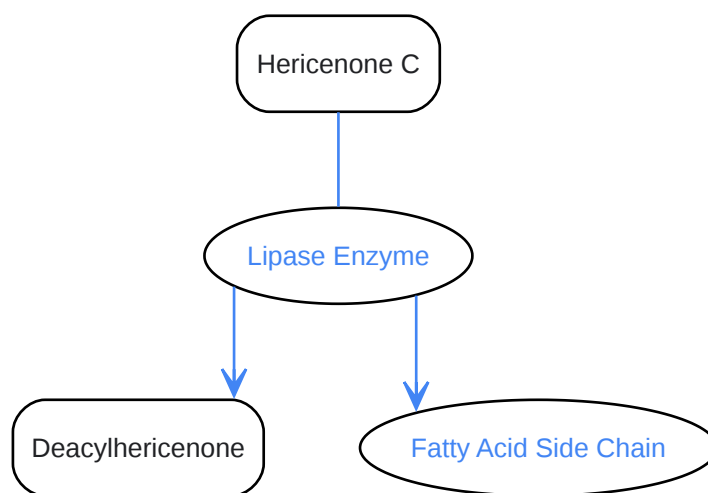 Hericenone C
Lipase Enzyme
Deacylhericenone
Fatty Acid Side Chain